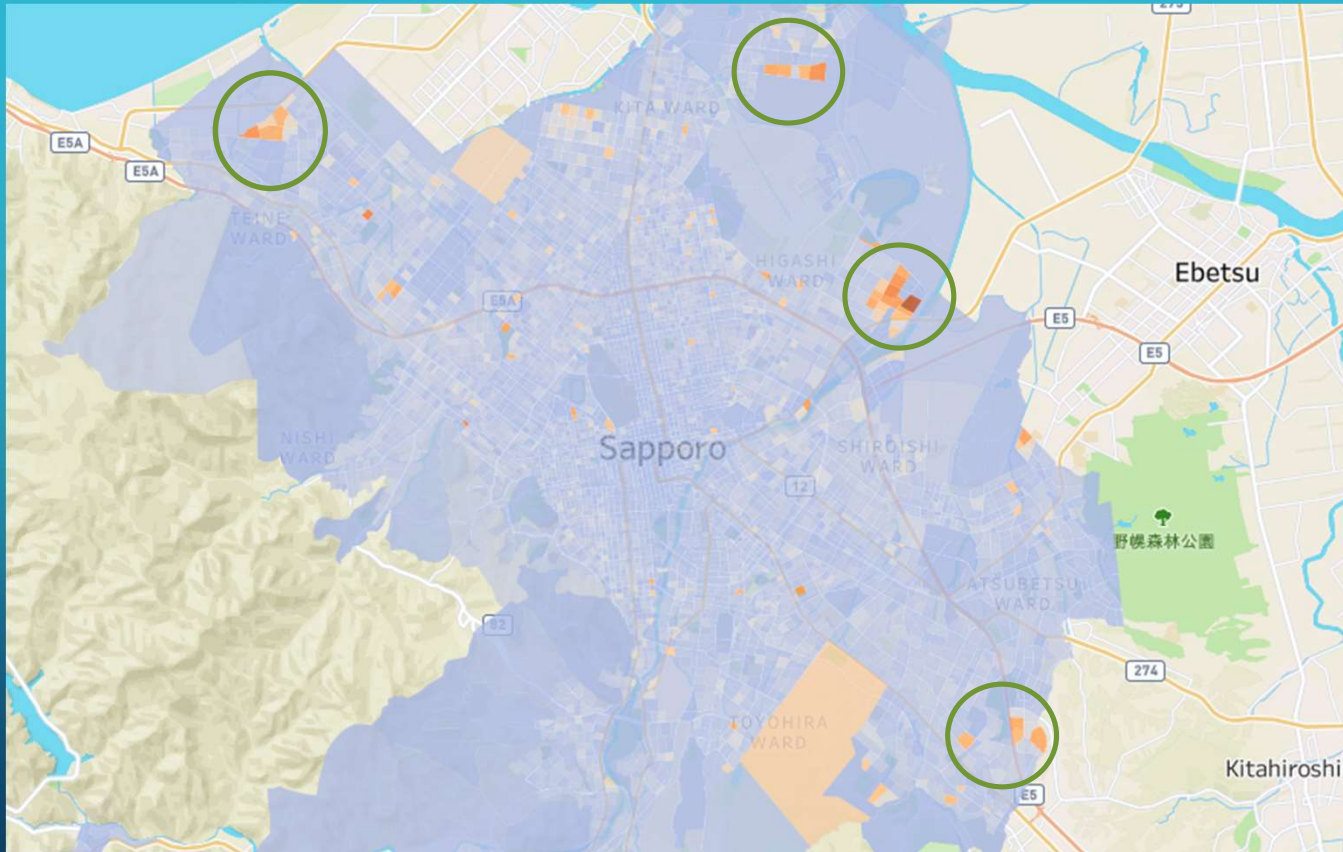 273
KITA WARD
E5A
E5A
TEINE
WARD
HIGASHI
WARD
Ebetsu
E5A
E5
E5
NISHI
WARD
Sapporo
SHIROISHI
WARD
12
野幌森林公園
ATSUBETSU
WARD
82
274
TOYOHIRA
WARD
Kitahiroshi
E5